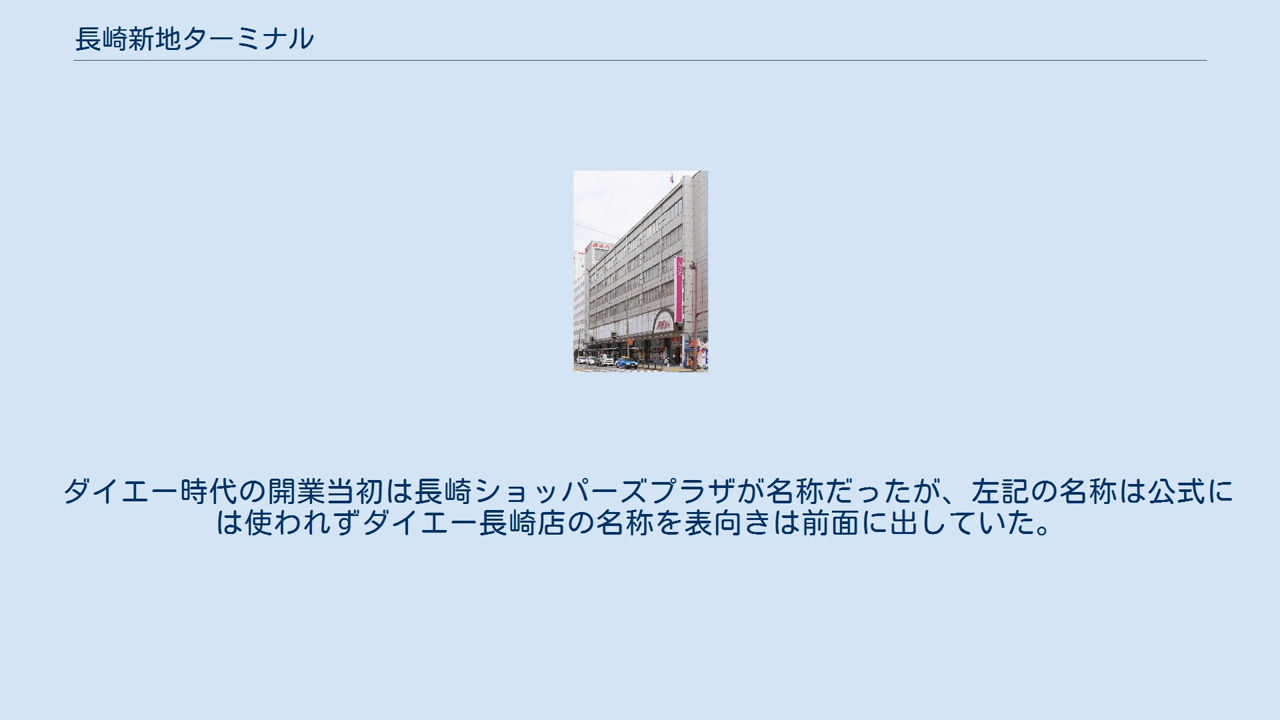 長崎新地ターミナル
ダイエー時代の開業当初は長崎ショッパーズプラザが名称だったが、左記の名称は公式に
は使われずダイエー長崎店の名称を表向きは前面に出していた。